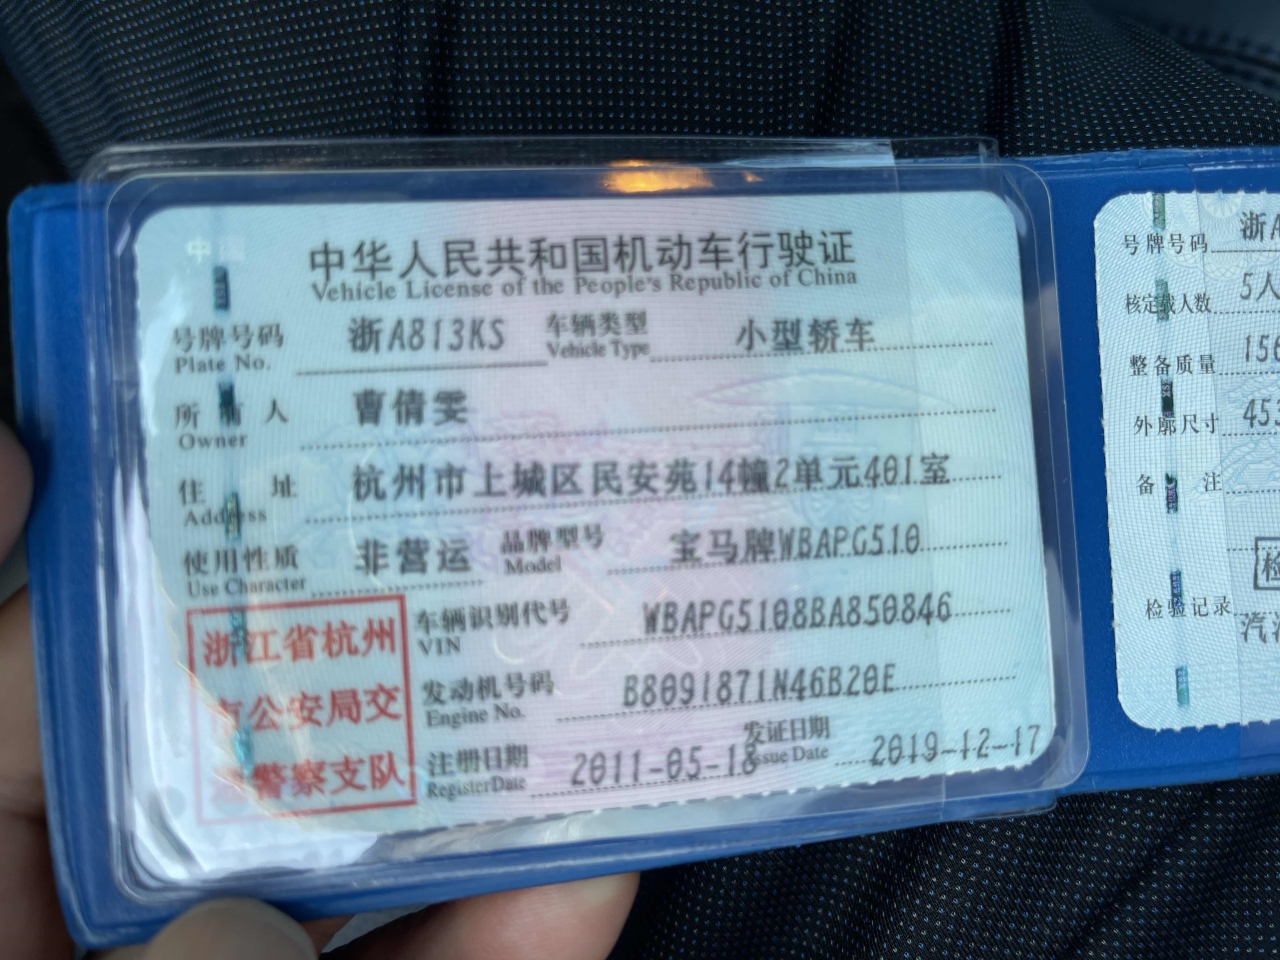 中华人民共和国机动车行驶证
Vehicle License of the People's Republic of China
号牌号码 浙A813KS 车辆类型 小型轿车
Plate No. Vehicle Type
所有人 曹倩雯
Owner
住址 杭州市上城区民安苑14幢2单元401室
Address
使用性质 非营运 品牌型号 宝马牌WBAPG510
Use Character Model
车辆识别代号 WBAPG5108BA850846
VIN
发动机号码 B8091871N46B20E
Engine No.
注册日期 2011-05-18 发证日期 2019-12-17
Register Date Issue Date
浙江省杭州
市公安局交
通警察支队
号牌号码 浙A
核定载人数 5人
整备质量 156
外廓尺寸 453
备注
检验记录